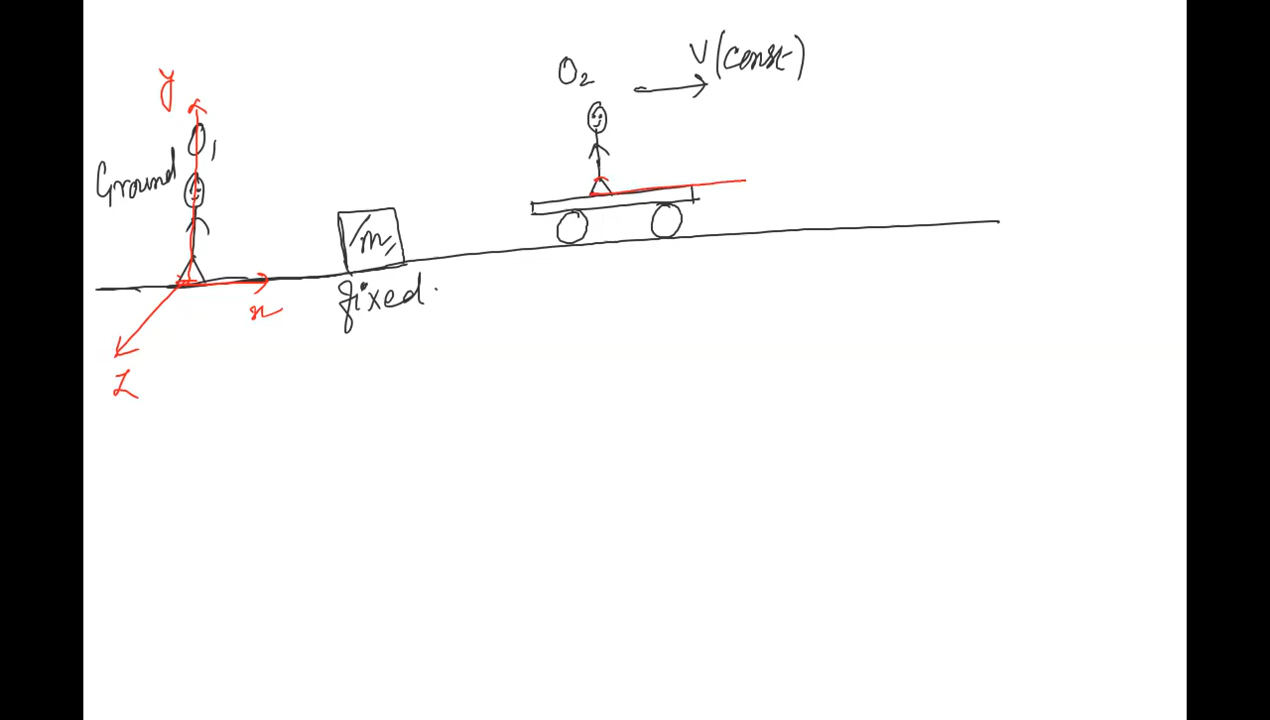 O₂
V (const)
y
O₁
Ground
m
x
fixed.
Z